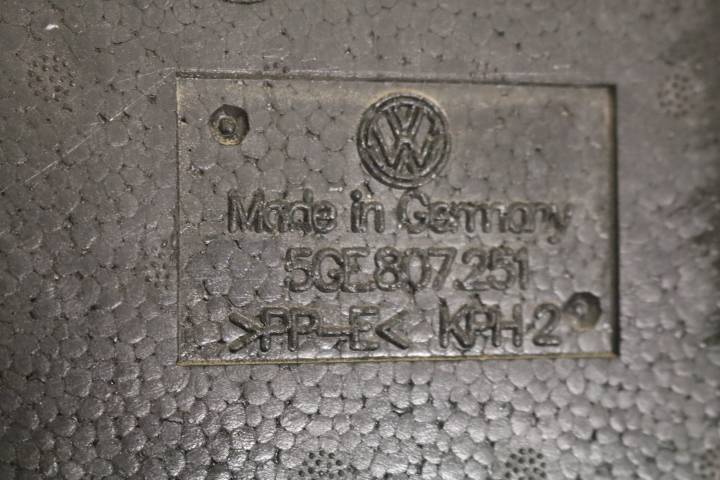 Made in Germany
5GE.807.251
>PP-E< KPH-2